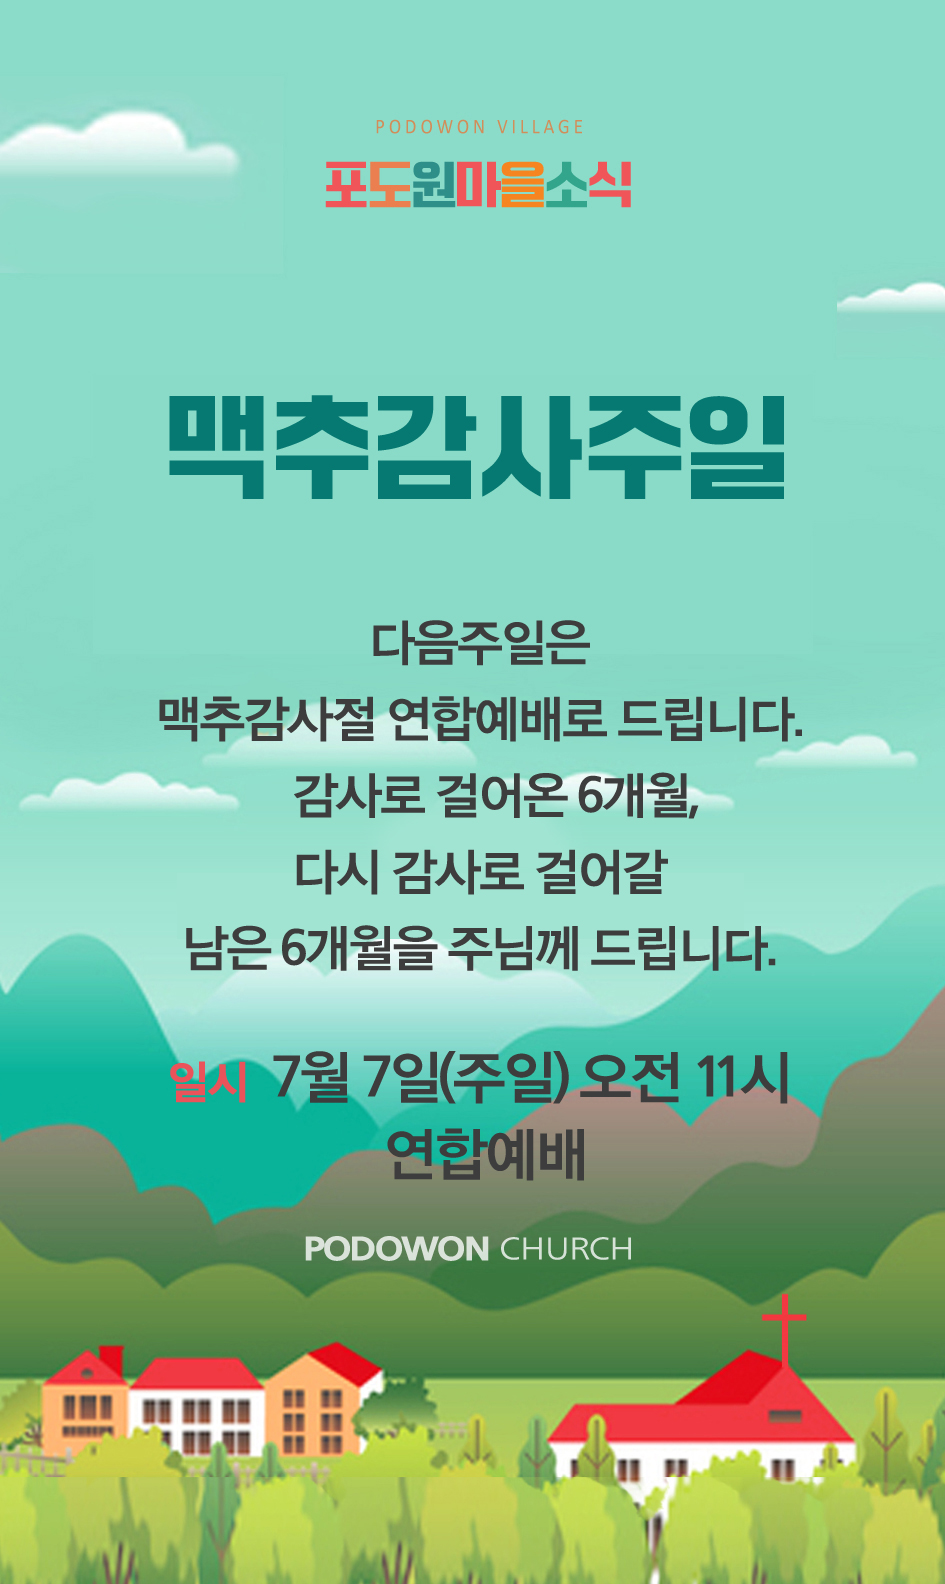 PODOWON VILLAGE
포도원마을소식
맥추감사주일
다음주일은
맥추감사절 연합예배로 드립니다.
감사로 걸어온 6개월,
다시 감사로 걸어갈
남은 6개월을 주님께 드립니다.
일시 7월 7일(주일) 오전 11시
연합예배
PODOWON CHURCH